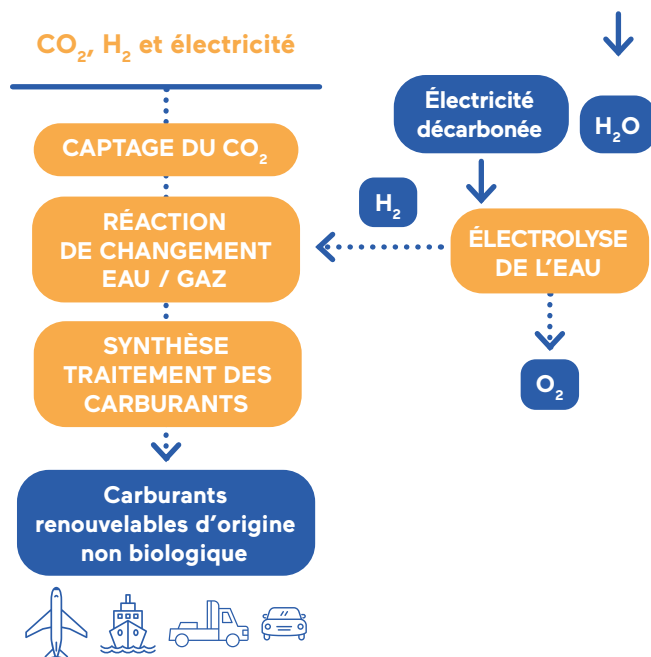 CO₂, H₂ et électricité
CAPTAGE DU CO₂
RÉACTION
DE CHANGEMENT
EAU / GAZ
SYNTHÈSE
TRAITEMENT DES
CARBURANTS
Carburants
renouvelables d'origine
non biologique
Électricité
décarbonée
H₂O
H₂
ÉLECTROLYSE
DE L'EAU
O₂